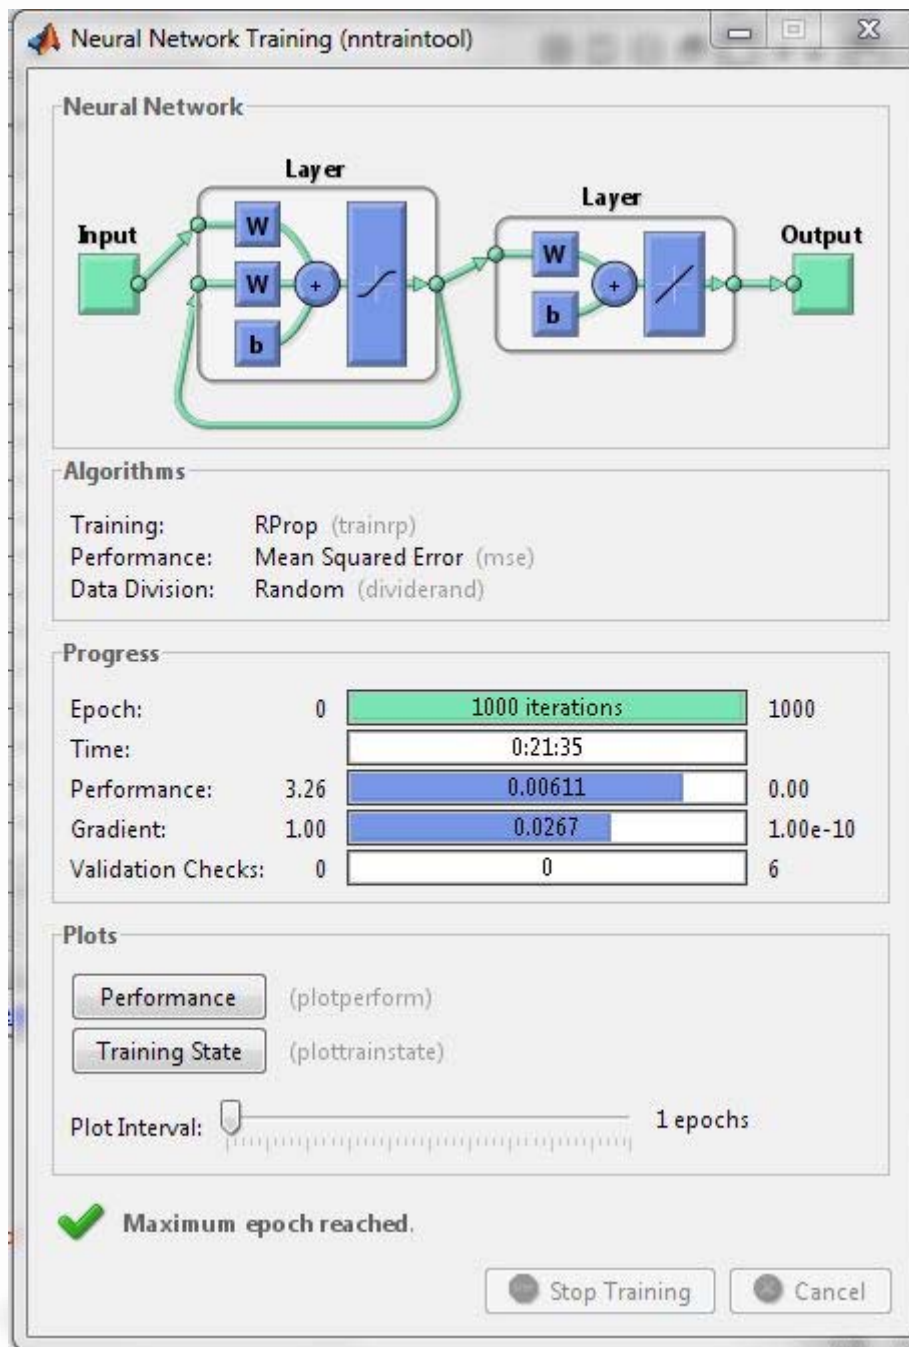 Neural Network Training (nntraintool)
Neural Network
Layer
Layer
Input
Output
W
W
b
+
W
b
+
Algorithms
Training: RProp (trainrp)
Performance: Mean Squared Error (mse)
Data Division: Random (dividerand)
Progress
Epoch: 0 1000 iterations 1000
Time: 0:21:35
Performance: 3.26 0.00611 0.00
Gradient: 1.00 0.0267 1.00e-10
Validation Checks: 0 0 6
Plots
Performance (plotperform)
Training State (plottrainstate)
Plot Interval: 1 epochs
Maximum epoch reached.
Stop Training Cancel